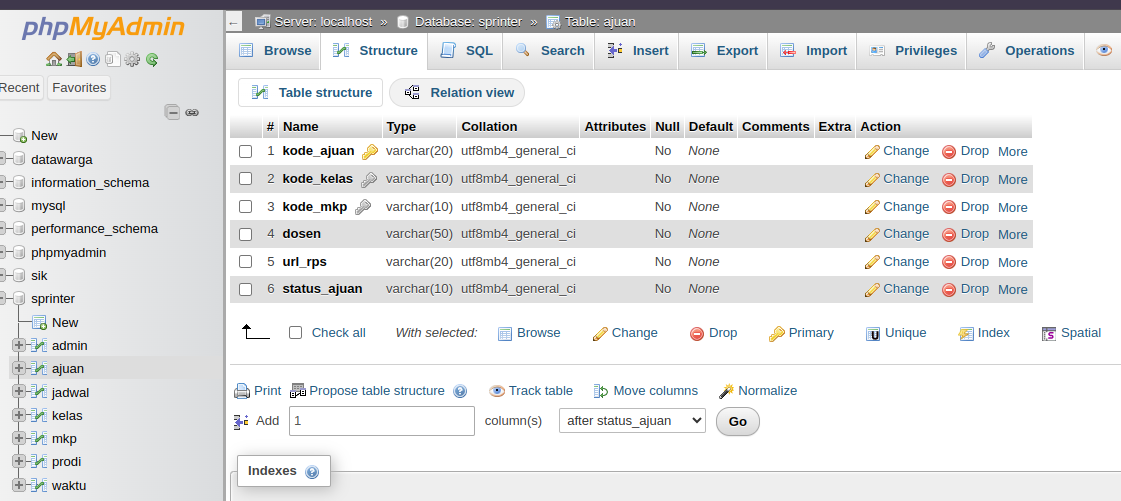 phpMyAdmin
Recent Favorites
New
datawarga
information_schema
mysql
performance_schema
phpmyadmin
sik
sprinter
New
admin
ajuan
jadwal
kelas
mkp
prodi
waktu
← Server: localhost » Database: sprinter » Table: ajuan
Browse Structure SQL Search Insert Export Import Privileges Operations
Table structure Relation view
# Name Type Collation Attributes Null Default Comments Extra Action
1 kode_ajuan varchar(20) utf8mb4_general_ci No None Change Drop More
2 kode_kelas varchar(10) utf8mb4_general_ci No None Change Drop More
3 kode_mkp varchar(10) utf8mb4_general_ci No None Change Drop More
4 dosen varchar(50) utf8mb4_general_ci No None Change Drop More
5 url_rps varchar(20) utf8mb4_general_ci No None Change Drop More
6 status_ajuan varchar(10) utf8mb4_general_ci No None Change Drop More
Check all With selected: Browse Change Drop Primary Unique Index Spatial
Print Propose table structure Track table Move columns Normalize
Add 1 column(s) after status_ajuan Go
Indexes